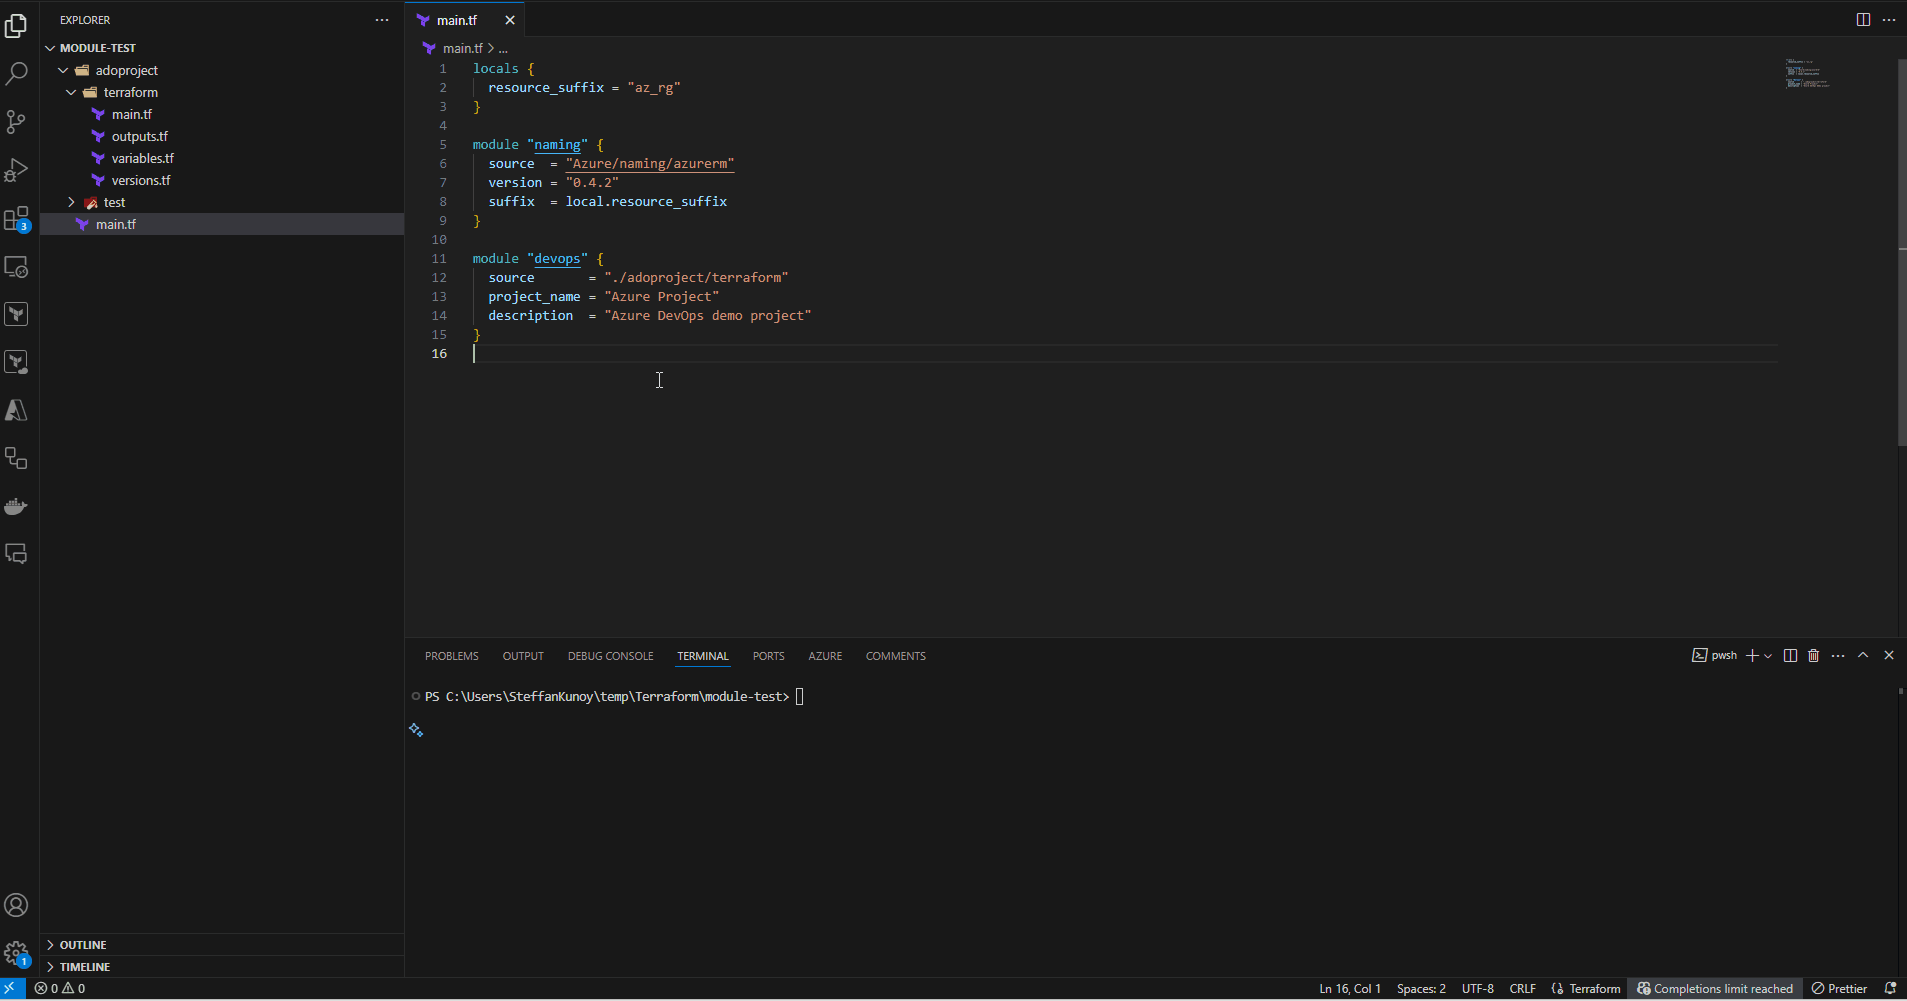 EXPLORER
MODULE-TEST
adoproject
terraform
main.tf
outputs.tf
variables.tf
versions.tf
test
main.tf
3
1
OUTLINE
TIMELINE
main.tf
main.tf > ...
1 locals {
2 resource_suffix = "az_rg"
3 }
4
5 module "naming" {
6 source = "Azure/naming/azurerm"
7 version = "0.4.2"
8 suffix = local.resource_suffix
9 }
10
11 module "devops" {
12 source = "./adoproject/terraform"
13 project_name = "Azure Project"
14 description = "Azure DevOps demo project"
15 }
16
PROBLEMS OUTPUT DEBUG CONSOLE TERMINAL PORTS AZURE COMMENTS
pwsh
PS C:\Users\SteffanKunoy\temp\Terraform\module-test>
0 0
Ln 16, Col 1 Spaces: 2 UTF-8 CRLF Terraform Completions limit reached Prettier